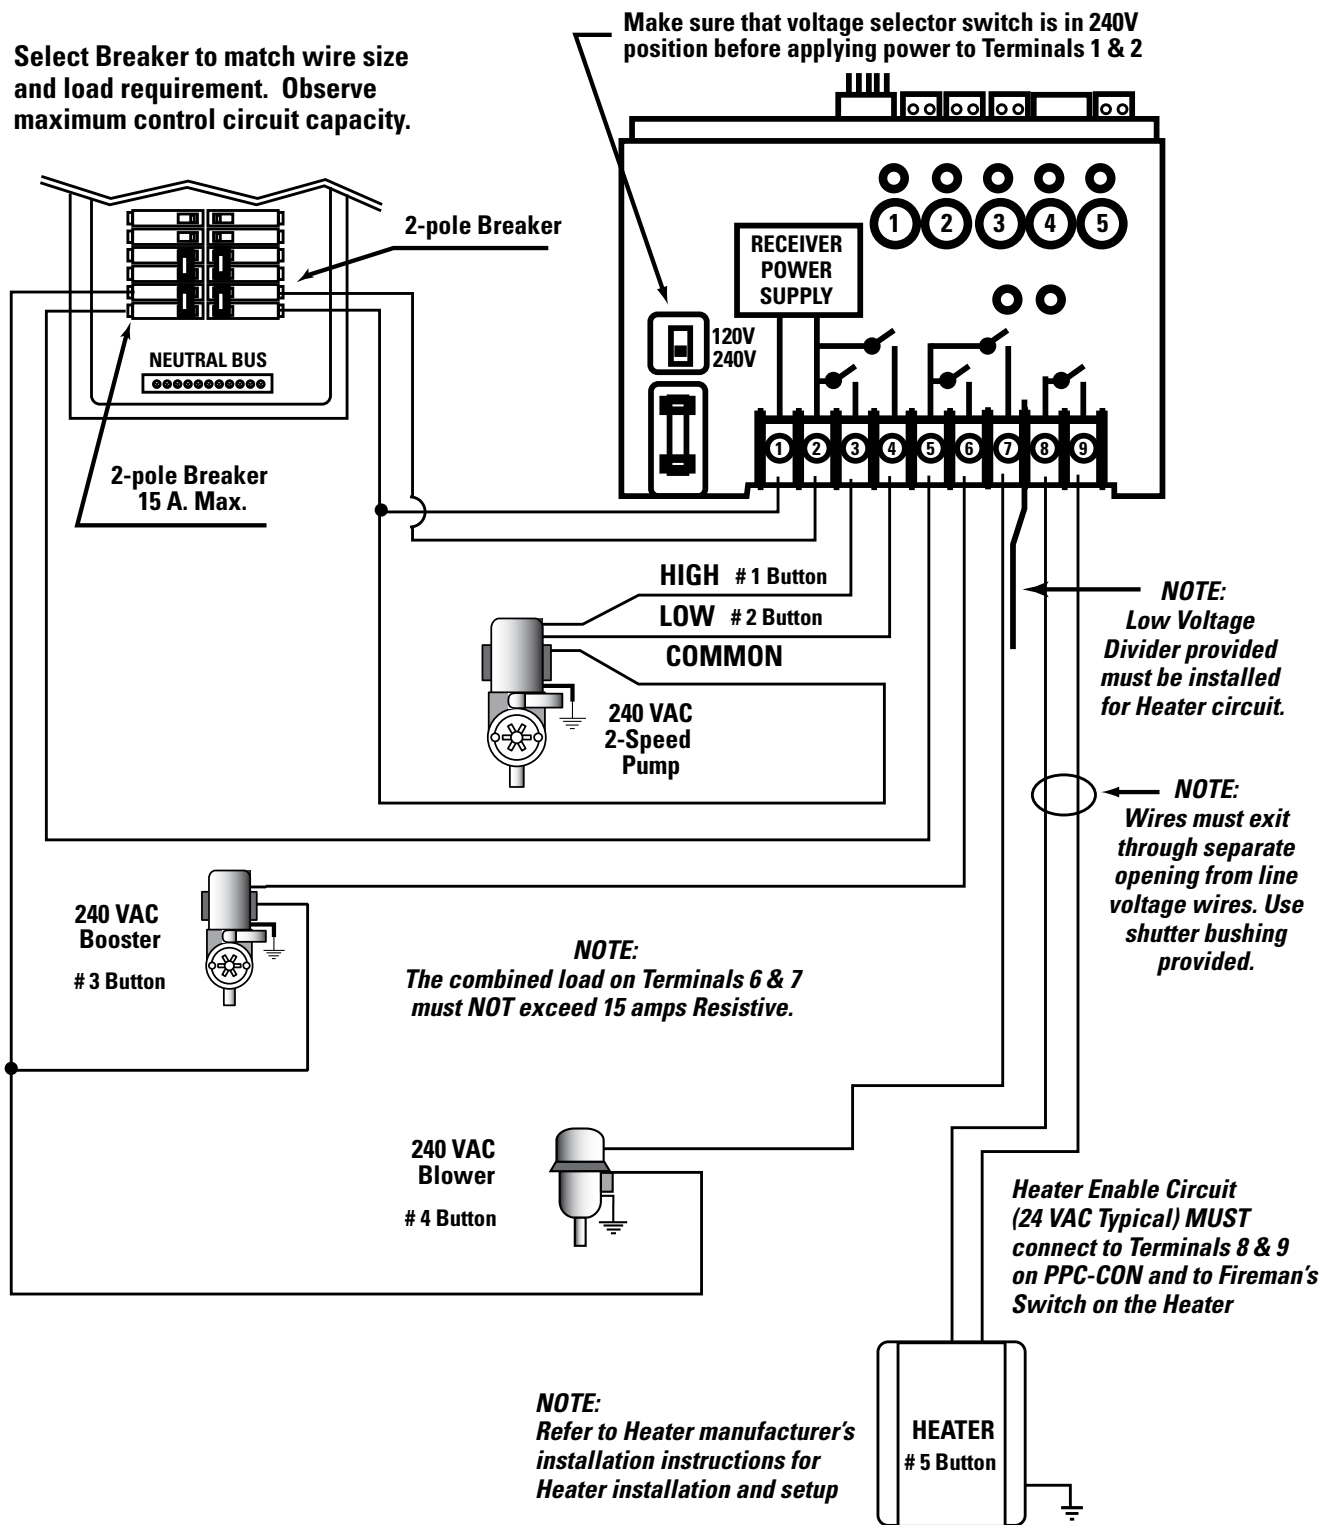 Make sure that voltage selector switch is in 240V
position before applying power to Terminals 1 & 2
Select Breaker to match wire size
and load requirement.  Observe
maximum control circuit capacity.
2-pole Breaker
1 2 3 4 5
RECEIVER
POWER
SUPPLY
120V
240V
NEUTRAL BUS
1 2 3 4 5 6 7 8 9
2-pole Breaker
15 A. Max.
HIGH # 1 Button
LOW # 2 Button
COMMON
240 VAC
2-Speed
Pump
NOTE:
Low Voltage
Divider provided
must be installed
for Heater circuit.
NOTE:
Wires must exit
through separate
opening from line
voltage wires. Use
shutter bushing
provided.
240 VAC
Booster
# 3 Button
NOTE:
The combined load on Terminals 6 & 7
must NOT exceed 15 amps Resistive.
240 VAC
Blower
# 4 Button
Heater Enable Circuit
(24 VAC Typical) MUST
connect to Terminals 8 & 9
on PPC-CON and to Fireman's
Switch on the Heater
NOTE:
Refer to Heater manufacturer's
installation instructions for
Heater installation and setup
HEATER
# 5 Button